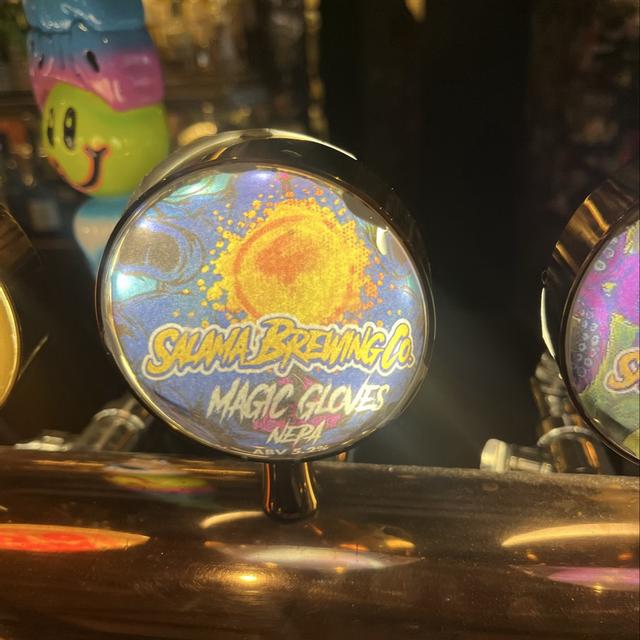 SALAMA BREWING CO.
MAGIC GLOVES
NEPA
ABV